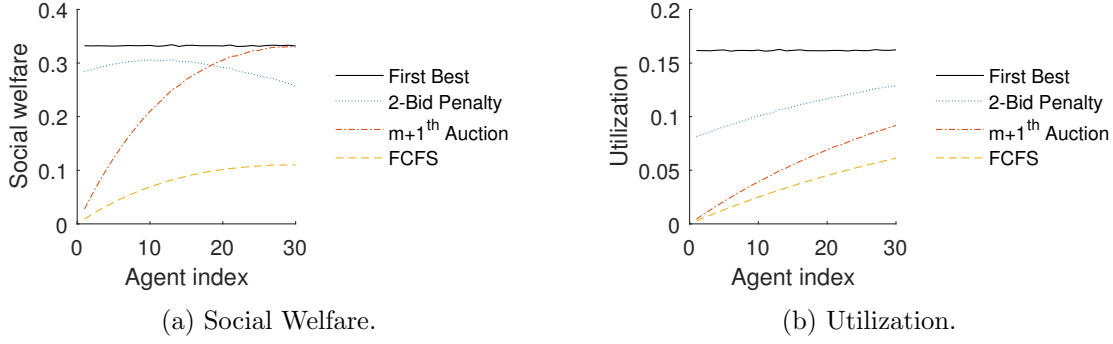 0.4
0.3
0.2
0.1
0
Social welfare
0
10
20
30
Agent index
First Best
2-Bid Penalty
m+1th Auction
FCFS
(a) Social Welfare.
0.2
0.15
0.1
0.05
0
Utilization
0
10
20
30
Agent index
First Best
2-Bid Penalty
m+1th Auction
FCFS
(b) Utilization.